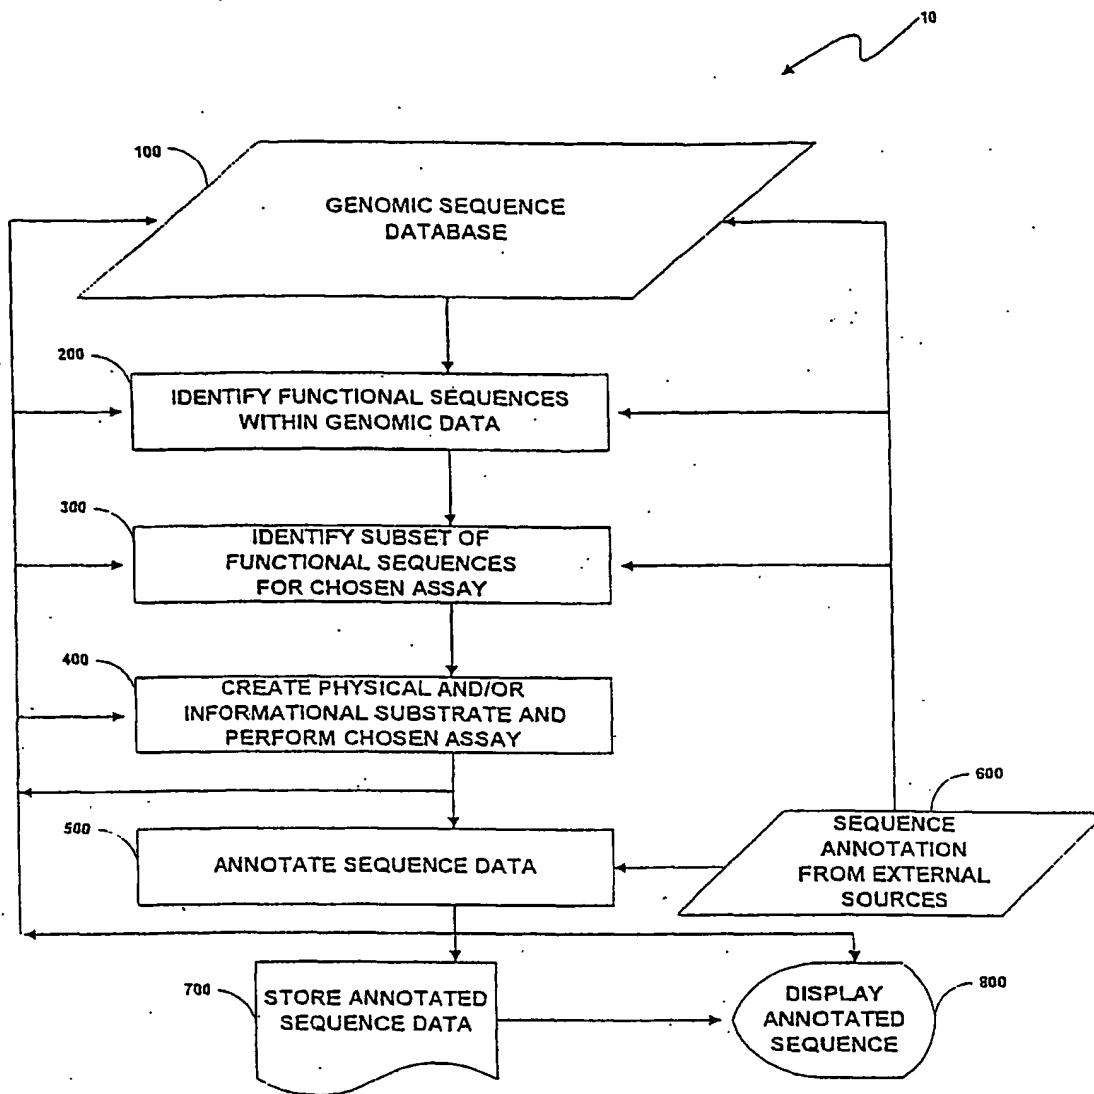 10
100
GENOMIC SEQUENCE
DATABASE
200
IDENTIFY FUNCTIONAL SEQUENCES
WITHIN GENOMIC DATA
300
IDENTIFY SUBSET OF
FUNCTIONAL SEQUENCES
FOR CHOSEN ASSAY
400
CREATE PHYSICAL AND/OR
INFORMATIONAL SUBSTRATE AND
PERFORM CHOSEN ASSAY
600
SEQUENCE
ANNOTATION
FROM EXTERNAL
SOURCES
500
ANNOTATE SEQUENCE DATA
700
STORE ANNOTATED
SEQUENCE DATA
800
DISPLAY
ANNOTATED
SEQUENCE